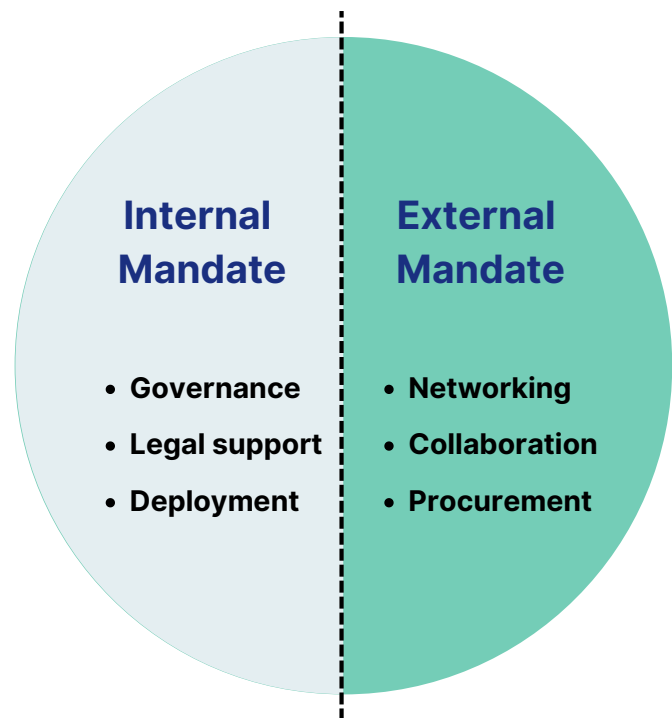 Internal
Mandate
• Governance
• Legal support
• Deployment
External
Mandate
• Networking
• Collaboration
• Procurement